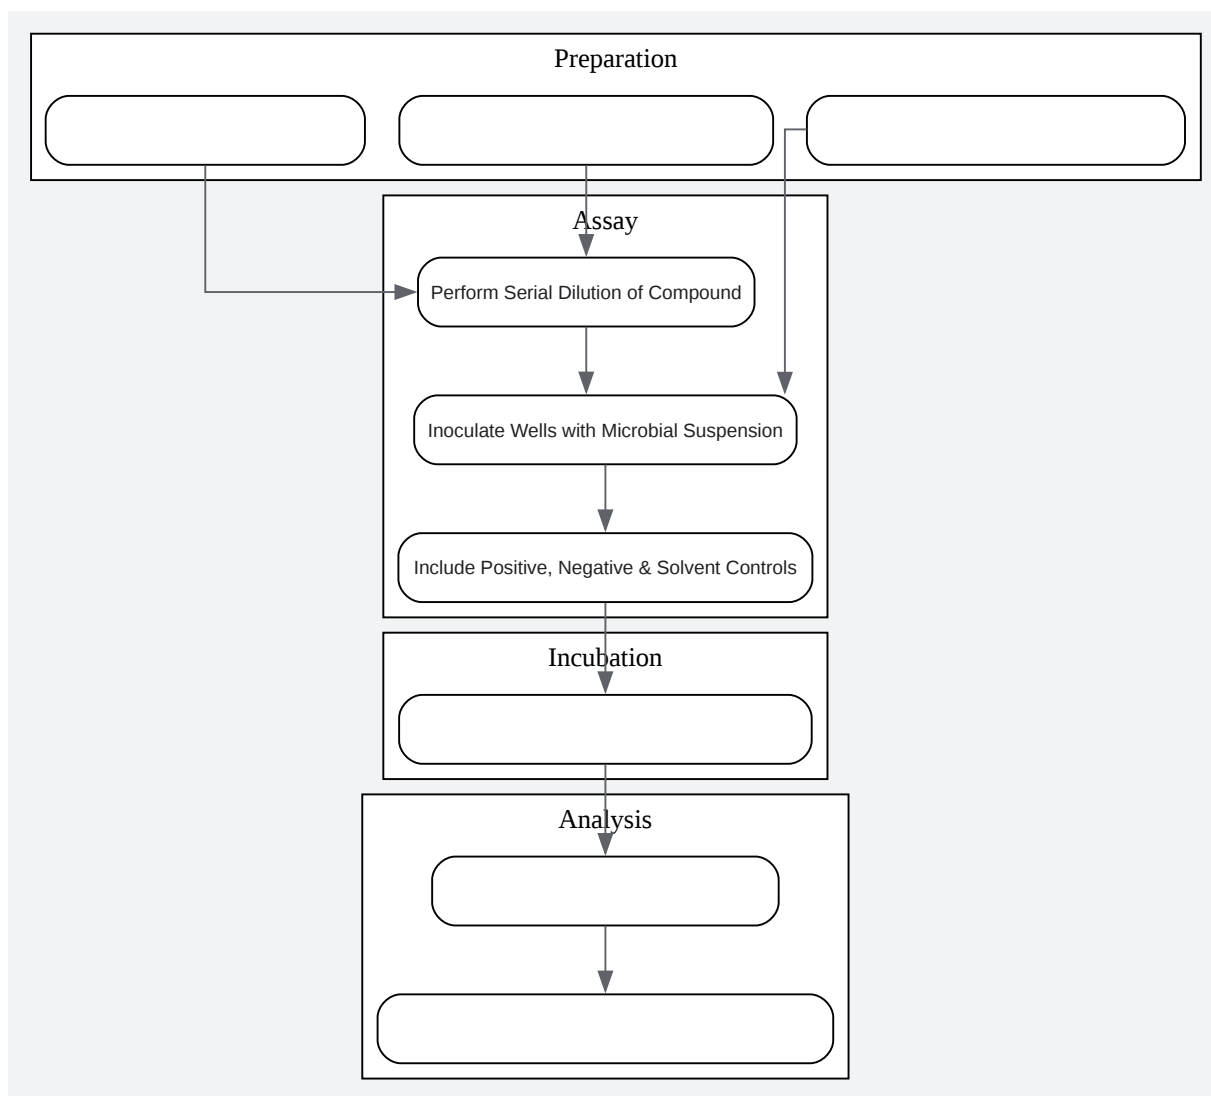 Preparation
Assay
Perform Serial Dilution of Compound
Inoculate Wells with Microbial Suspension
Include Positive, Negative & Solvent Controls
Incubation
Analysis